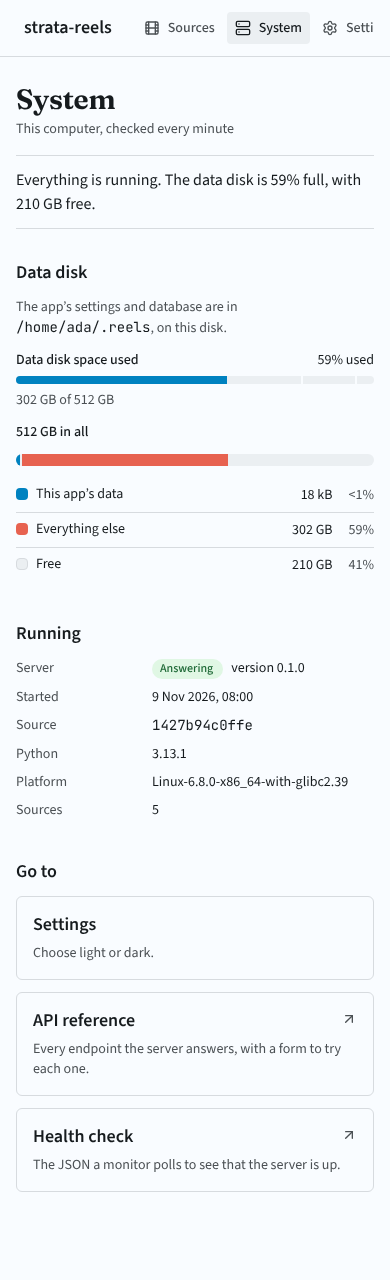 strata-reels
Sources
System
Setti
System
This computer, checked every minute
Everything is running. The data disk is 59% full, with
210 GB free.
Data disk
The app’s settings and database are in
/home/ada/.reels, on this disk.
Data disk space used 59% used
302 GB of 512 GB
512 GB in all
This app’s data 18 kB <1%
Everything else 302 GB 59%
Free 210 GB 41%
Running
Server Answering version 0.1.0
Started 9 Nov 2026, 08:00
Source 1427b94c0ffe
Python 3.13.1
Platform Linux-6.8.0-x86_64-with-glibc2.39
Sources 5
Go to
Settings
Choose light or dark.
API reference
Every endpoint the server answers, with a form to try
each one.
Health check
The JSON a monitor polls to see that the server is up.